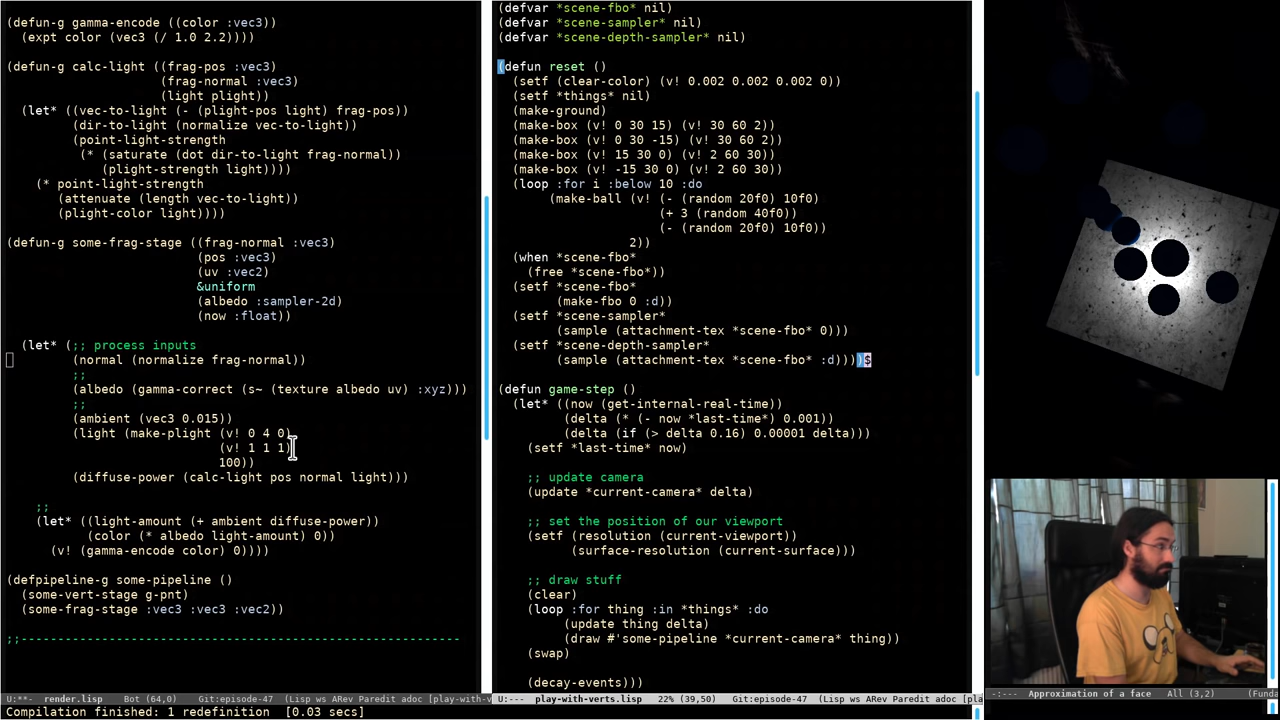 (defun-g gamma-encode ((color :vec3)
  (expt color (vec3 (/ 1.0 2.2))))

(defun-g calc-light ((frag-pos :vec3)
                     (frag-normal :vec3)
                     (light plight))
  (let* ((vec-to-light (- (plight-pos light) frag-pos))
         (dir-to-light (normalize vec-to-light))
         (point-light-strength
          (* (saturate (dot dir-to-light frag-normal))
             (plight-strength light))))
    (* point-light-strength
       (attenuate (length vec-to-light))
       (plight-color light))))

(defun-g some-frag-stage ((frag-normal :vec3)
                          (pos :vec3)
                          (uv :vec2)
                          &uniform
                          (albedo :sampler-2d)
                          (now :float))

  (let* (;; process inputs
         (normal (normalize frag-normal))
         ;;
         (albedo (gamma-correct (s~ (texture albedo uv) :xyz)))
         ;;
         (ambient (vec3 0.015))
         (light (make-plight (v! 0 4 0)
                             (v! 1 1 1)
                             100))
         (diffuse-power (calc-light pos normal light)))

    ;;
    (let* ((light-amount (+ ambient diffuse-power))
           (color (* albedo light-amount) 0))
      (v! (gamma-encode color) 0))))

(defpipeline-g some-pipeline ()
  (some-vert-stage g-pnt)
  (some-frag-stage :vec3 :vec3 :vec2))

;;-----------------------------------------------------------
U:**-  render.lisp   Bot (64,0)   Git:episode-47  (Lisp ws ARev Paredit adoc [play-with-v
Compilation finished: 1 redefinition  [0.03 secs]
(defvar *scene-fbo* nil)
(defvar *scene-sampler* nil)
(defvar *scene-depth-sampler* nil)

(defun reset ()
  (setf (clear-color) (v! 0.002 0.002 0.002 0))
  (setf *things* nil)
  (make-ground)
  (make-box (v! 0 30 15) (v! 30 60 2))
  (make-box (v! 0 30 -15) (v! 30 60 2))
  (make-box (v! 15 30 0) (v! 2 60 30))
  (make-box (v! -15 30 0) (v! 2 60 30))
  (loop :for i :below 10 :do
       (make-ball (v! (- (random 20f0) 10f0)
                      (+ 3 (random 40f0))
                      (- (random 20f0) 10f0))
                  2))
  (when *scene-fbo*
    (free *scene-fbo*))
  (setf *scene-fbo*
        (make-fbo 0 :d))
  (setf *scene-sampler*
        (sample (attachment-tex *scene-fbo* 0)))
  (setf *scene-depth-sampler*
        (sample (attachment-tex *scene-fbo* :d))))$

(defun game-step ()
  (let* ((now (get-internal-real-time))
         (delta (* (- now *last-time*) 0.001))
         (delta (if (> delta 0.16) 0.00001 delta)))
    (setf *last-time* now)

    ;; update camera
    (update *current-camera* delta)

    ;; set the position of our viewport
    (setf (resolution (current-viewport))
          (surface-resolution (current-surface)))

    ;; draw stuff
    (clear)
    (loop :for thing :in *things* :do
         (update thing delta)
         (draw #'some-pipeline *current-camera* thing))
    (swap)

    (decay-events)))
U:---  play-with-verts.lisp   22% (39,50)   Git:episode-47  (Lisp ws ARev Paredit adoc [pla
-:---  Approximation of a face   All (3,2)   (Funda